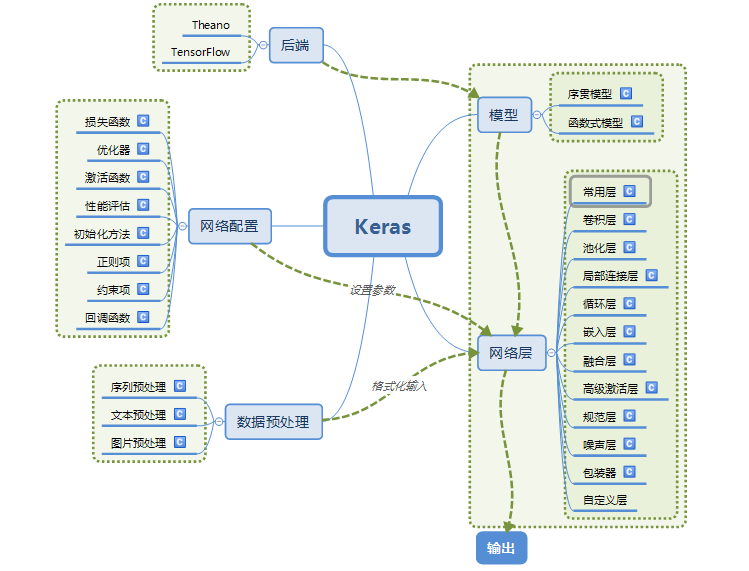 Theano
TensorFlow
后端
损失函数 C
优化器 C
激活函数 C
性能评估 C
初始化方法 C
正则项 C
约束项 C
回调函数 C
网络配置
序列预处理 C
文本预处理 C
图片预处理 C
数据预处理
Keras
设置参数
格式化输入
模型
序贯模型 C
函数式模型 C
网络层
常用层 C
卷积层 C
池化层 C
局部连接层 C
循环层 C
嵌入层 C
融合层 C
高级激活层 C
规范层 C
噪声层 C
包装器 C
自定义层
输出